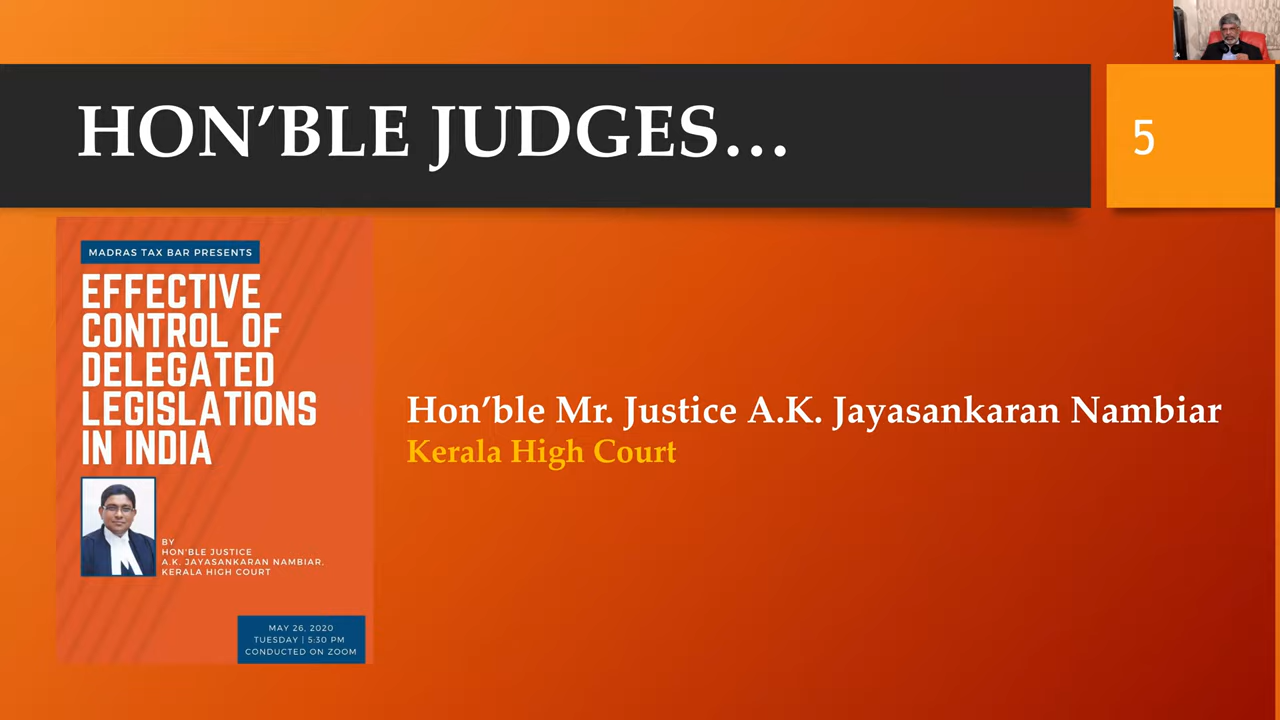 HON’BLE JUDGES…
5
MADRAS TAX BAR PRESENTS
EFFECTIVE
CONTROL OF
DELEGATED
LEGISLATIONS
IN INDIA
BY
HON'BLE JUSTICE
A.K. JAYASANKARAN NAMBIAR,
KERALA HIGH COURT
MAY 26, 2020
TUESDAY | 5:30 PM
CONDUCTED ON ZOOM
Hon’ble Mr. Justice A.K. Jayasankaran Nambiar
Kerala High Court